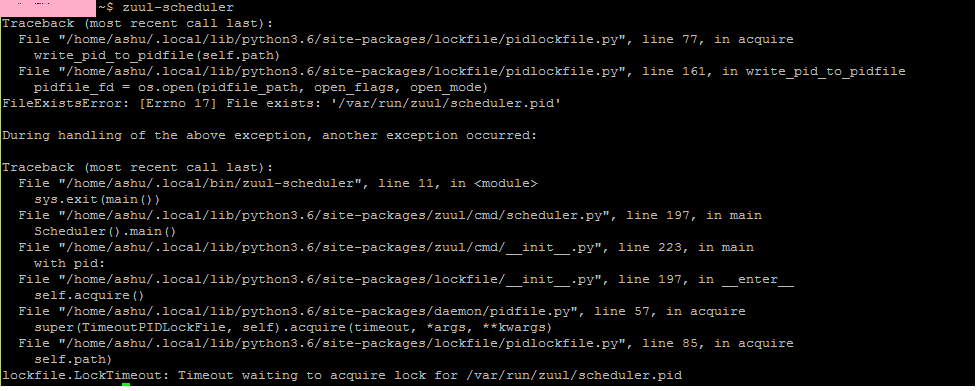 ~$ zuul-scheduler
Traceback (most recent call last):
  File "/home/ashu/.local/lib/python3.6/site-packages/lockfile/pidlockfile.py", line 77, in acquire
    write_pid_to_pidfile(self.path)
  File "/home/ashu/.local/lib/python3.6/site-packages/lockfile/pidlockfile.py", line 161, in write_pid_to_pidfile
    pidfile_fd = os.open(pidfile_path, open_flags, open_mode)
FileExistsError: [Errno 17] File exists: '/var/run/zuul/scheduler.pid'

During handling of the above exception, another exception occurred:

Traceback (most recent call last):
  File "/home/ashu/.local/bin/zuul-scheduler", line 11, in <module>
    sys.exit(main())
  File "/home/ashu/.local/lib/python3.6/site-packages/zuul/cmd/scheduler.py", line 197, in main
    Scheduler().main()
  File "/home/ashu/.local/lib/python3.6/site-packages/zuul/cmd/__init__.py", line 223, in main
    with pid:
  File "/home/ashu/.local/lib/python3.6/site-packages/lockfile/__init__.py", line 197, in __enter__
    self.acquire()
  File "/home/ashu/.local/lib/python3.6/site-packages/daemon/pidfile.py", line 57, in acquire
    super(TimeoutPIDLockFile, self).acquire(timeout, *args, **kwargs)
  File "/home/ashu/.local/lib/python3.6/site-packages/lockfile/pidlockfile.py", line 85, in acquire
    self.path)
lockfile.LockTimeout: Timeout waiting to acquire lock for /var/run/zuul/scheduler.pid